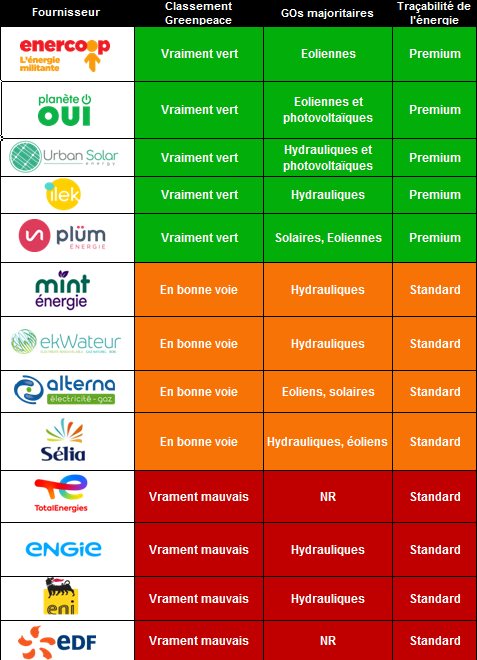 Fournisseur
Classement
Greenpeace
GOs majoritaires
Traçabilité de
l'énergie
enercoop
L'énergie
militante
Vraiment vert
Eoliennes
Premium
planète
OUI
Vraiment vert
Eoliennes et
photovoltaïques
Premium
Urban Solar
energy
Vraiment vert
Hydrauliques et
photovoltaïques
Premium
ilek
Vraiment vert
Hydrauliques
Premium
plüm
ÉNERGIE
Vraiment vert
Solaires, Eoliennes
Premium
mint
énergie
En bonne voie
Hydrauliques
Standard
ekWateur
En bonne voie
Hydrauliques
Standard
alterna
électricité - gaz
En bonne voie
Eoliens, solaires
Standard
Sélia
En bonne voie
Hydrauliques, éoliens
Standard
TotalEnergies
Vrament mauvais
NR
Standard
ENGIE
Vrament mauvais
Hydrauliques
Standard
eni
Vrament mauvais
Hydrauliques
Standard
eDF
Vrament mauvais
NR
Standard